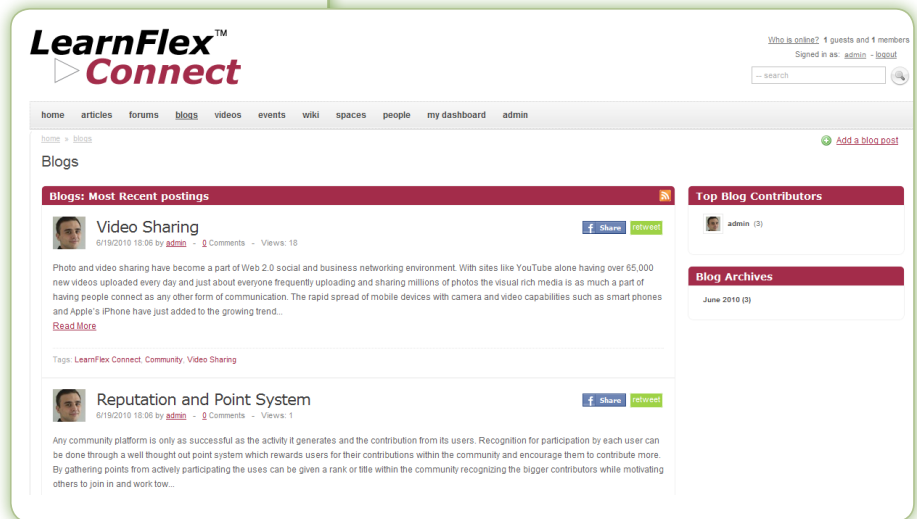 LearnFlex™
Connect
Who is online? 1 guests and 1 members
Signed in as: admin - logout
-- search
home articles forums blogs videos events wiki spaces people my dashboard admin
home » blogs
Add a blog post
Blogs
Blogs: Most Recent postings
Video Sharing
f Share retweet
6/19/2010 18:06 by admin - 0 Comments - Views: 18
Photo and video sharing have become a part of Web 2.0 social and business networking environment. With sites like YouTube alone having over 65,000
new videos uploaded every day and just about everyone frequently uploading and sharing millions of photos the visual rich media is as much a part of
having people connect as any other form of communication. The rapid spread of mobile devices with camera and video capabilities such as smart phones
and Apple's iPhone have just added to the growing trend...
Read More
Tags: LearnFlex Connect, Community, Video Sharing
Reputation and Point System
f Share retweet
6/19/2010 18:06 by admin - 0 Comments - Views: 1
Any community platform is only as successful as the activity it generates and the contribution from its users. Recognition for participation by each user can
be done through a well thought out point system which rewards users for their contributions within the community and encourage them to contribute more.
By gathering points from actively participating the uses can be given a rank or title within the community recognizing the bigger contributors while motivating
others to join in and work tow...
Top Blog Contributors
admin (3)
Blog Archives
June 2010 (3)